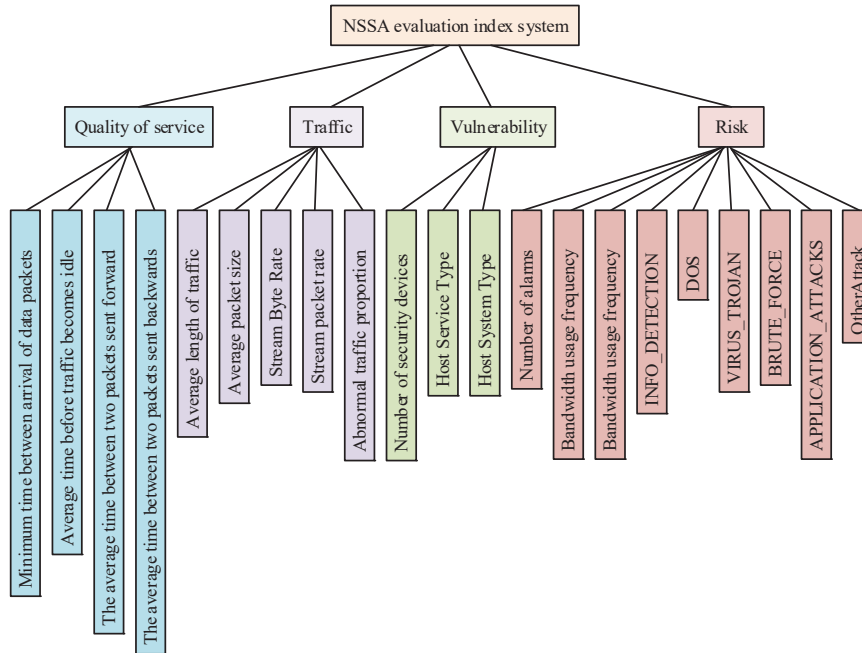 NSSA evaluation index system
Quality of service
Traffic
Vulnerability
Risk
Minimum time between arrival of data packets
Average time before traffic becomes idle
The average time between two packets sent forward
The average time between two packets sent backwards
Average length of traffic
Average packet size
Stream Byte Rate
Stream packet rate
Abnormal traffic proportion
Number of security devices
Host Service Type
Host System Type
Number of alarms
Bandwidth usage frequency
Bandwidth usage frequency
INFO_DETECTION
DOS
VIRUS_TROJAN
BRUTE_FORCE
APPLICATION_ATTACKS
OtherAttack